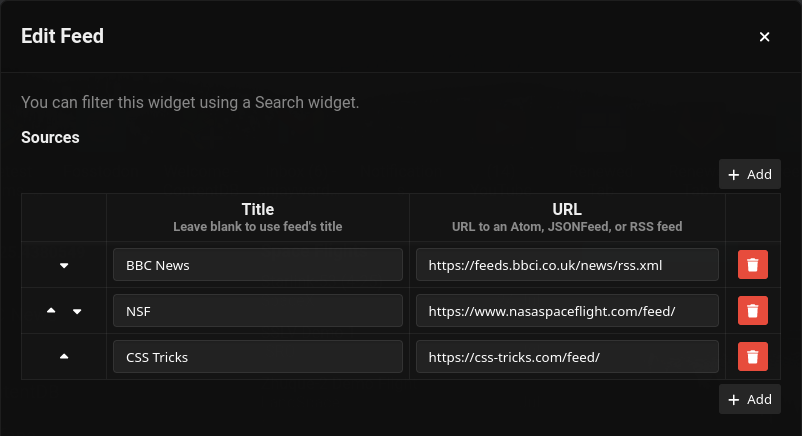 Edit Feed
You can filter this widget using a Search widget.
Sources
Add
Title URL
Leave blank to use feed's title URL to an Atom, JSONFeed, or RSS feed
BBC News https://feeds.bbci.co.uk/news/rss.xml
NSF https://www.nasaspaceflight.com/feed/
CSS Tricks https://css-tricks.com/feed/
Add